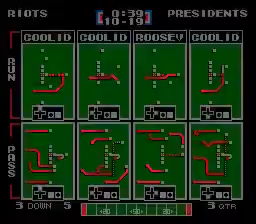 RIOTS 0:39 PRESIDENTS
10-19
COOLID COOLID ROOSEV COOLID
RUN
PASS
3 DOWN 5 3 QTR